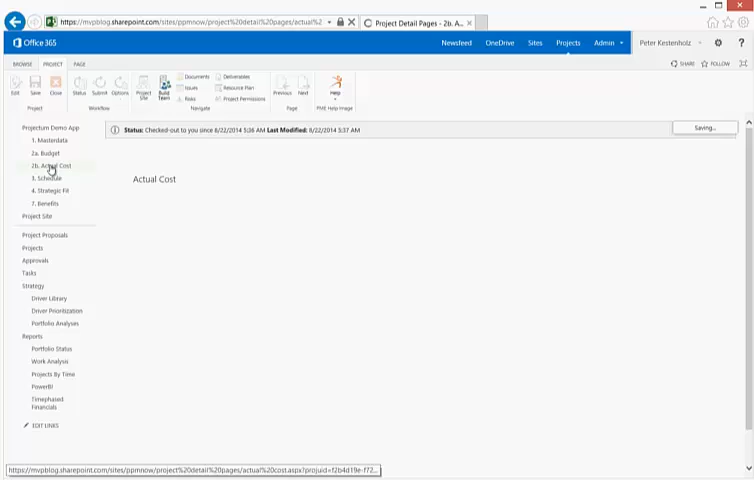 https://mvpblog.sharepoint.com/sites/ppmnow/project%20detail%20pages/actual%2
Project Detail Pages - 2b. A...
Office 365
Newsfeed OneDrive Sites Projects Admin Peter Kestenholz ?
BROWSE PROJECT PAGE
SHARE FOLLOW
Edit Save Close Status Submit Options Project Site Build Team Documents Issues Risks Deliverables Resource Plan Project Permissions Previous Next Help
Project Workflow Navigate Page PME Help Image
Projectum Demo App
1. Masterdata
2a. Budget
2b. Actual Cost
3. Schedule
4. Strategic Fit
7. Benefits
Project Site
Project Proposals
Projects
Approvals
Tasks
Strategy
Driver Library
Driver Prioritization
Portfolio Analyses
Reports
Portfolio Status
Work Analysis
Projects By Time
PowerBI
Timephased
Financials
EDIT LINKS
Status: Checked-out to you since 8/22/2014 5:36 AM Last Modified: 8/22/2014 5:37 AM
Saving...
Actual Cost
https://mvpblog.sharepoint.com/sites/ppmnow/project%20detail%20pages/actual%20cost.aspx?projuid=f2b4d19e-f72...